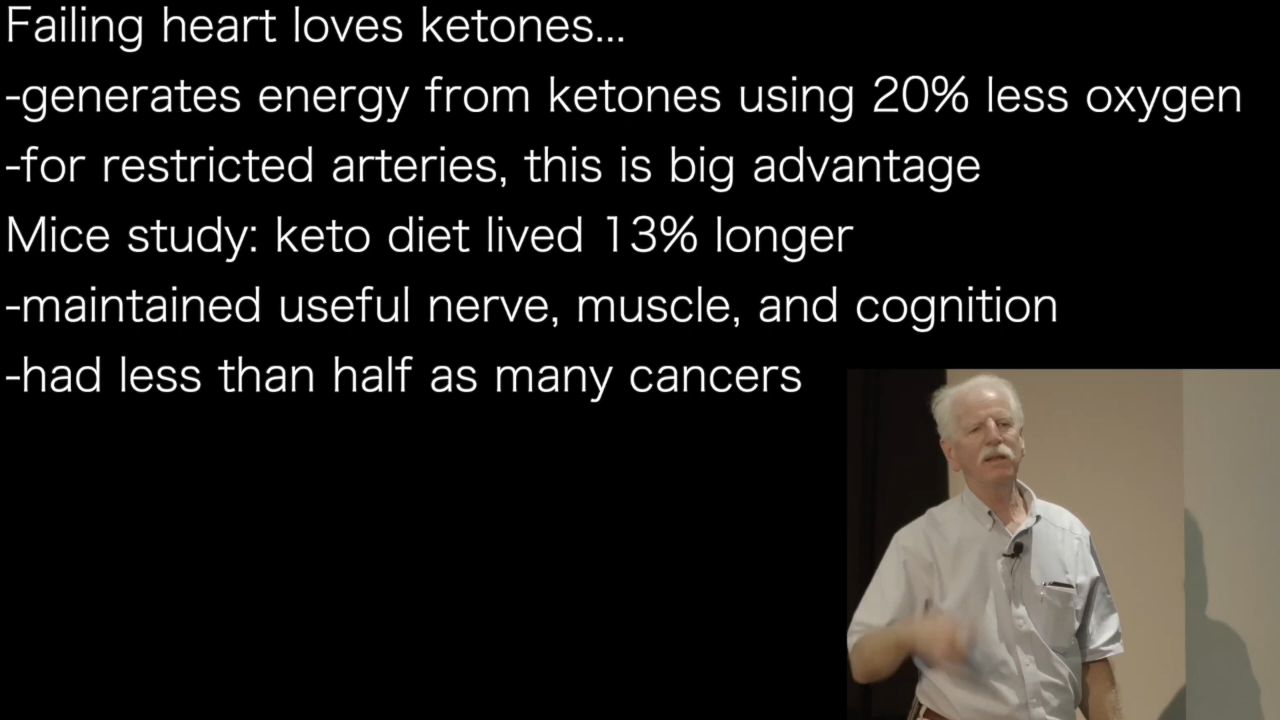 Failing heart loves ketones...
-generates energy from ketones using 20% less oxygen
-for restricted arteries, this is big advantage
Mice study: keto diet lived 13% longer
-maintained useful nerve, muscle, and cognition
-had less than half as many cancers